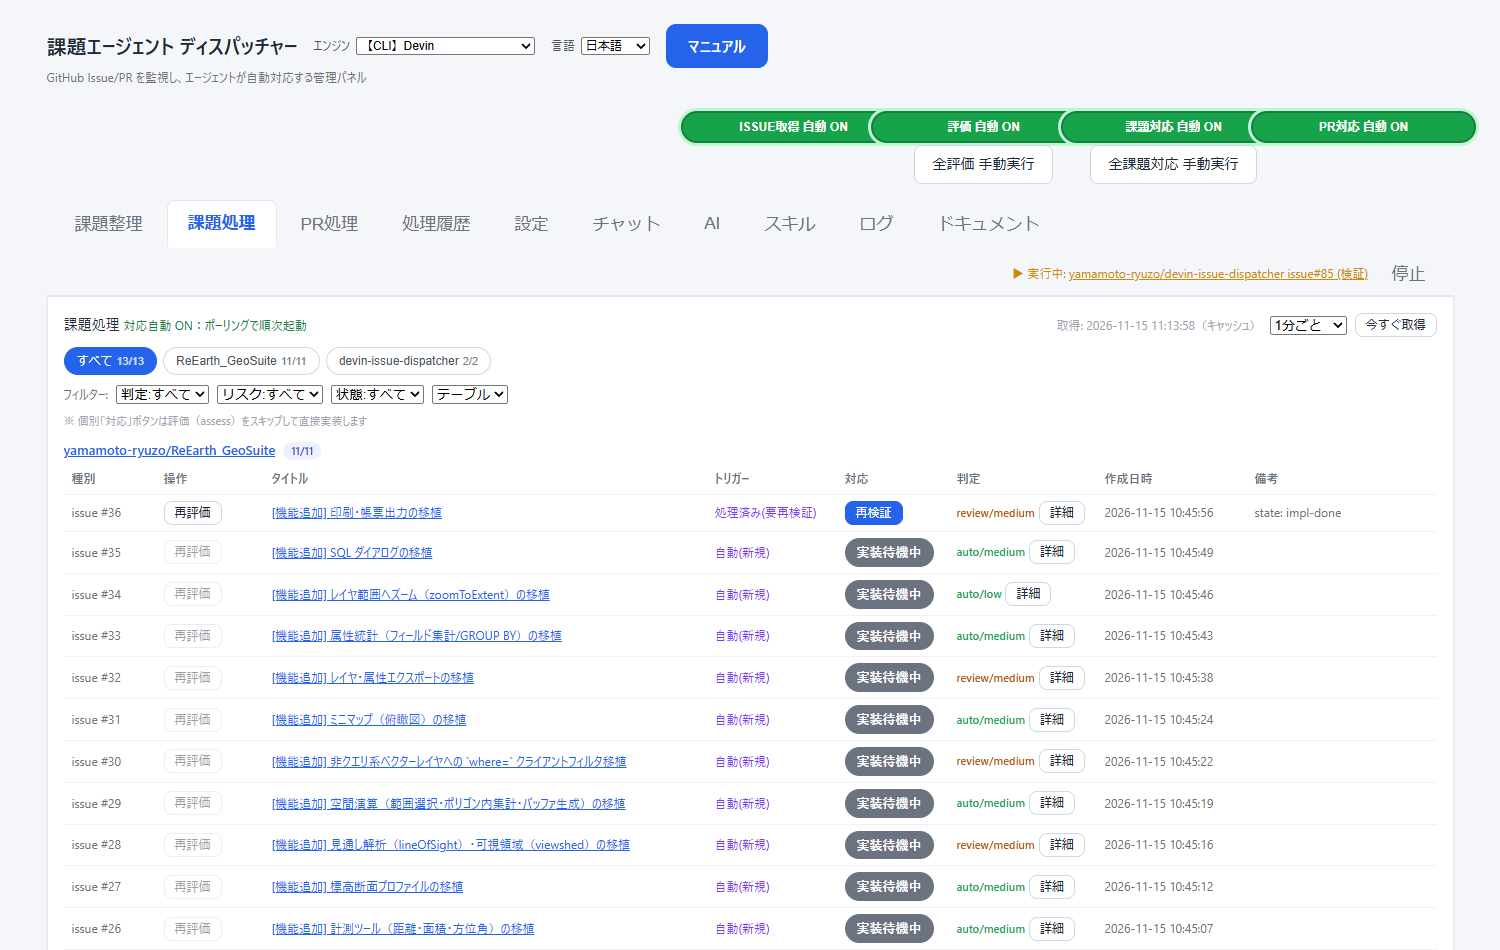 課題エージェント ディスパッチャー エンジン 【CLI】Devin 言語 日本語 マニュアル
GitHub Issue/PR を監視し、エージェントが自動対応する管理パネル
ISSUE取得 自動 ON 評価 自動 ON 課題対応 自動 ON PR対応 自動 ON
全評価 手動実行 全課題対応 手動実行
課題整理 課題処理 PR処理 処理履歴 設定 チャット AI スキル ログ ドキュメント
▶ 実行中: yamamoto-ryuzo/devin-issue-dispatcher issue#85 (検証) 停止
課題処理 対応自動 ON：ポーリングで順次起動 取得: 2026-11-15 11:13:58（キャッシュ） 1分ごと 今すぐ取得
すべて 13/13 ReEarth_GeoSuite 11/11 devin-issue-dispatcher 2/2
フィルター: 判定:すべて リスク:すべて 状態:すべて テーブル
※ 個別「対応」ボタンは評価（assess）をスキップして直接実装します
yamamoto-ryuzo/ReEarth_GeoSuite 11/11
種別 操作 タイトル トリガー 対応 判定 作成日時 備考
issue #36 再評価 [機能追加] 印刷・帳票出力の移植 処理済み(要再検証) 再検証 review/medium 詳細 2026-11-15 10:45:56 state: impl-done
issue #35 再評価 [機能追加] SQL ダイアログの移植 自動(新規) 実装待機中 auto/medium 詳細 2026-11-15 10:45:49
issue #34 再評価 [機能追加] レイヤ範囲へズーム（zoomToExtent）の移植 自動(新規) 実装待機中 auto/low 詳細 2026-11-15 10:45:46
issue #33 再評価 [機能追加] 属性統計（フィールド集計/GROUP BY）の移植 自動(新規) 実装待機中 auto/medium 詳細 2026-11-15 10:45:43
issue #32 再評価 [機能追加] レイヤ・属性エクスポートの移植 自動(新規) 実装待機中 review/medium 詳細 2026-11-15 10:45:38
issue #31 再評価 [機能追加] ミニマップ（俯瞰図）の移植 自動(新規) 実装待機中 auto/medium 詳細 2026-11-15 10:45:24
issue #30 再評価 [機能追加] 非クエリ系ベクターレイヤへの `where=` クライアントフィルタ移植 自動(新規) 実装待機中 review/medium 詳細 2026-11-15 10:45:22
issue #29 再評価 [機能追加] 空間演算（範囲選択・ポリゴン内集計・バッファ生成）の移植 自動(新規) 実装待機中 auto/medium 詳細 2026-11-15 10:45:19
issue #28 再評価 [機能追加] 見通し解析（lineOfSight）・可視領域（viewshed）の移植 自動(新規) 実装待機中 review/medium 詳細 2026-11-15 10:45:16
issue #27 再評価 [機能追加] 標高断面プロファイルの移植 自動(新規) 実装待機中 auto/medium 詳細 2026-11-15 10:45:12
issue #26 再評価 [機能追加] 計測ツール（距離・面積・方位角）の移植 自動(新規) 実装待機中 auto/medium 詳細 2026-11-15 10:45:07